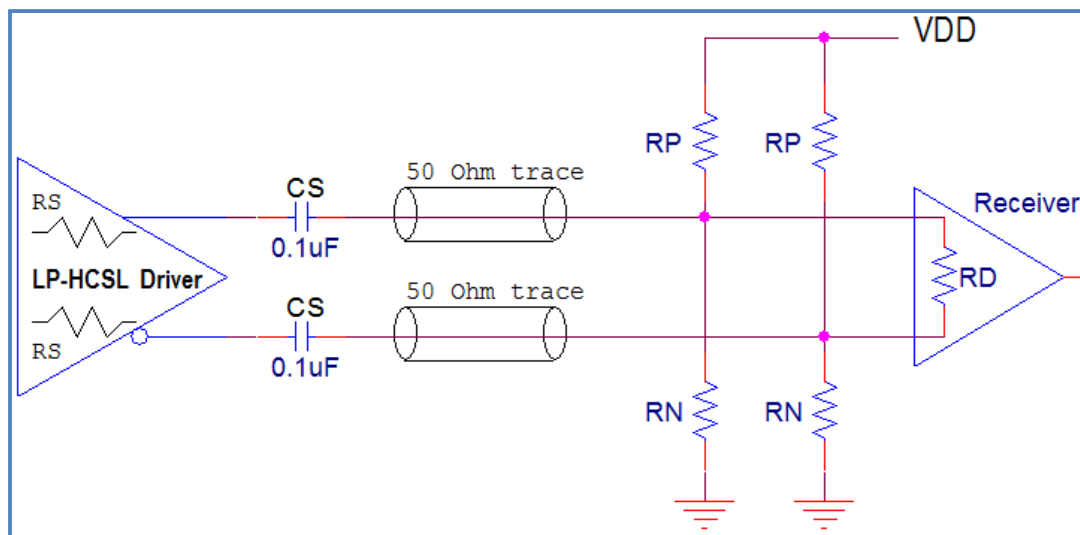 VDD
RP
RP
50 Ohm trace
CS
Receiver
RS
0.1uF
LP-HCSL Driver
RD
50 Ohm trace
CS
RS
0.1uF
RN
RN